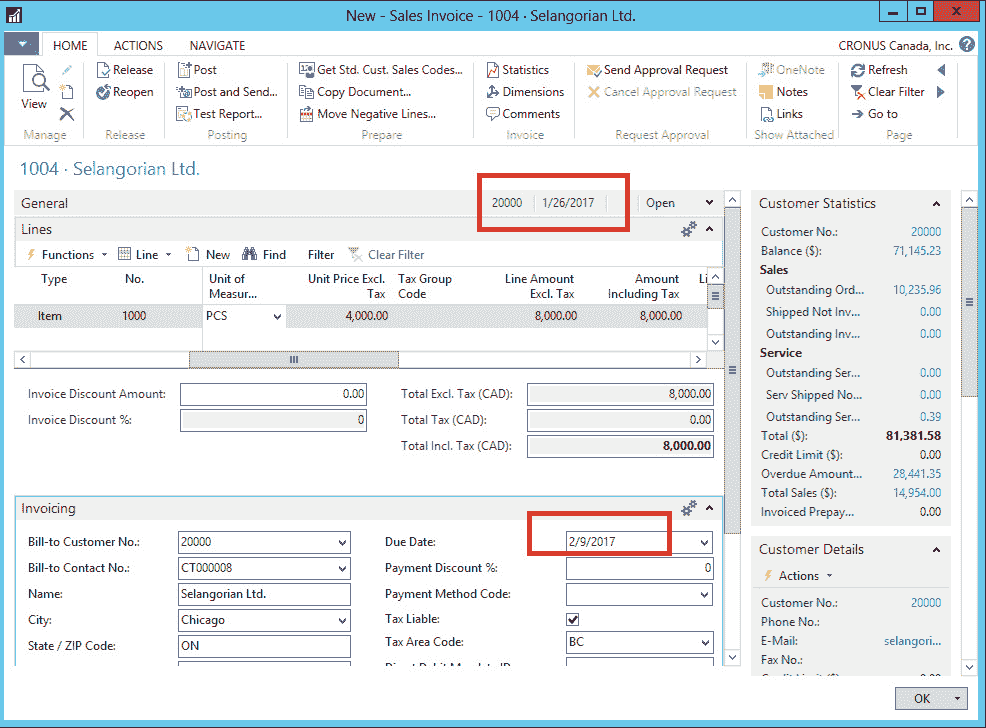 New - Sales Invoice - 1004 · Selangorian Ltd.
HOME ACTIONS NAVIGATE CRONUS Canada, Inc.
View
Manage
Release
Reopen
Release
Post
Post and Send...
Test Report...
Posting
Get Std. Cust. Sales Codes...
Copy Document...
Move Negative Lines...
Prepare
Statistics
Dimensions
Comments
Invoice
Send Approval Request
Cancel Approval Request
Request Approval
OneNote
Notes
Links
Show Attached
Refresh
Clear Filter
Go to
Page
1004 · Selangorian Ltd.
General 20000 1/26/2017 Open
Lines
Functions Line New Find Filter Clear Filter
Type No. Unit of Measur... Unit Price Excl. Tax Tax Group Code Line Amount Excl. Tax Amount Including Tax Li
Item 1000 PCS 4,000.00 8,000.00 8,000.00
Invoice Discount Amount: 0.00 Total Excl. Tax (CAD): 8,000.00
Invoice Discount %: 0 Total Tax (CAD): 0.00
Total Incl. Tax (CAD): 8,000.00
Invoicing
Bill-to Customer No.: 20000 Due Date: 2/9/2017
Bill-to Contact No.: CT000008 Payment Discount %: 0
Name: Selangorian Ltd. Payment Method Code:
City: Chicago Tax Liable:
State / ZIP Code: ON Tax Area Code: BC
Customer Statistics
Customer No.: 20000
Balance ($): 71,145.23
Sales
Outstanding Ord... 10,235.96
Shipped Not Inv... 0.00
Outstanding Inv... 0.00
Service
Outstanding Ser... 0.00
Serv Shipped No... 0.00
Outstanding Ser... 0.39
Total ($): 81,381.58
Credit Limit ($): 0.00
Overdue Amount... 28,441.35
Total Sales ($): 14,954.00
Invoiced Prepay... 0.00
Customer Details
Actions
Customer No.: 20000
Phone No.:
E-Mail: selangori...
Fax No.:
OK